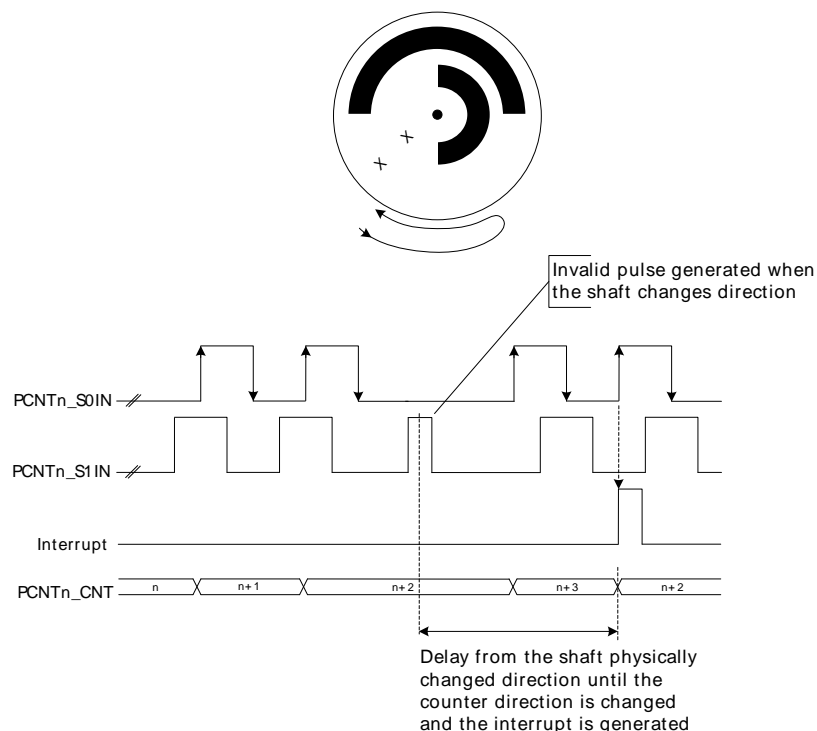 X
X
Invalid pulse generated when
the shaft changes direction
PCNTn_S0IN
PCNTn_S1IN
Interrupt
PCNTn_CNT
n
n+1
n+2
n+3
n+2
Delay from the shaft physically
changed direction until the
counter direction is changed
and the interrupt is generated